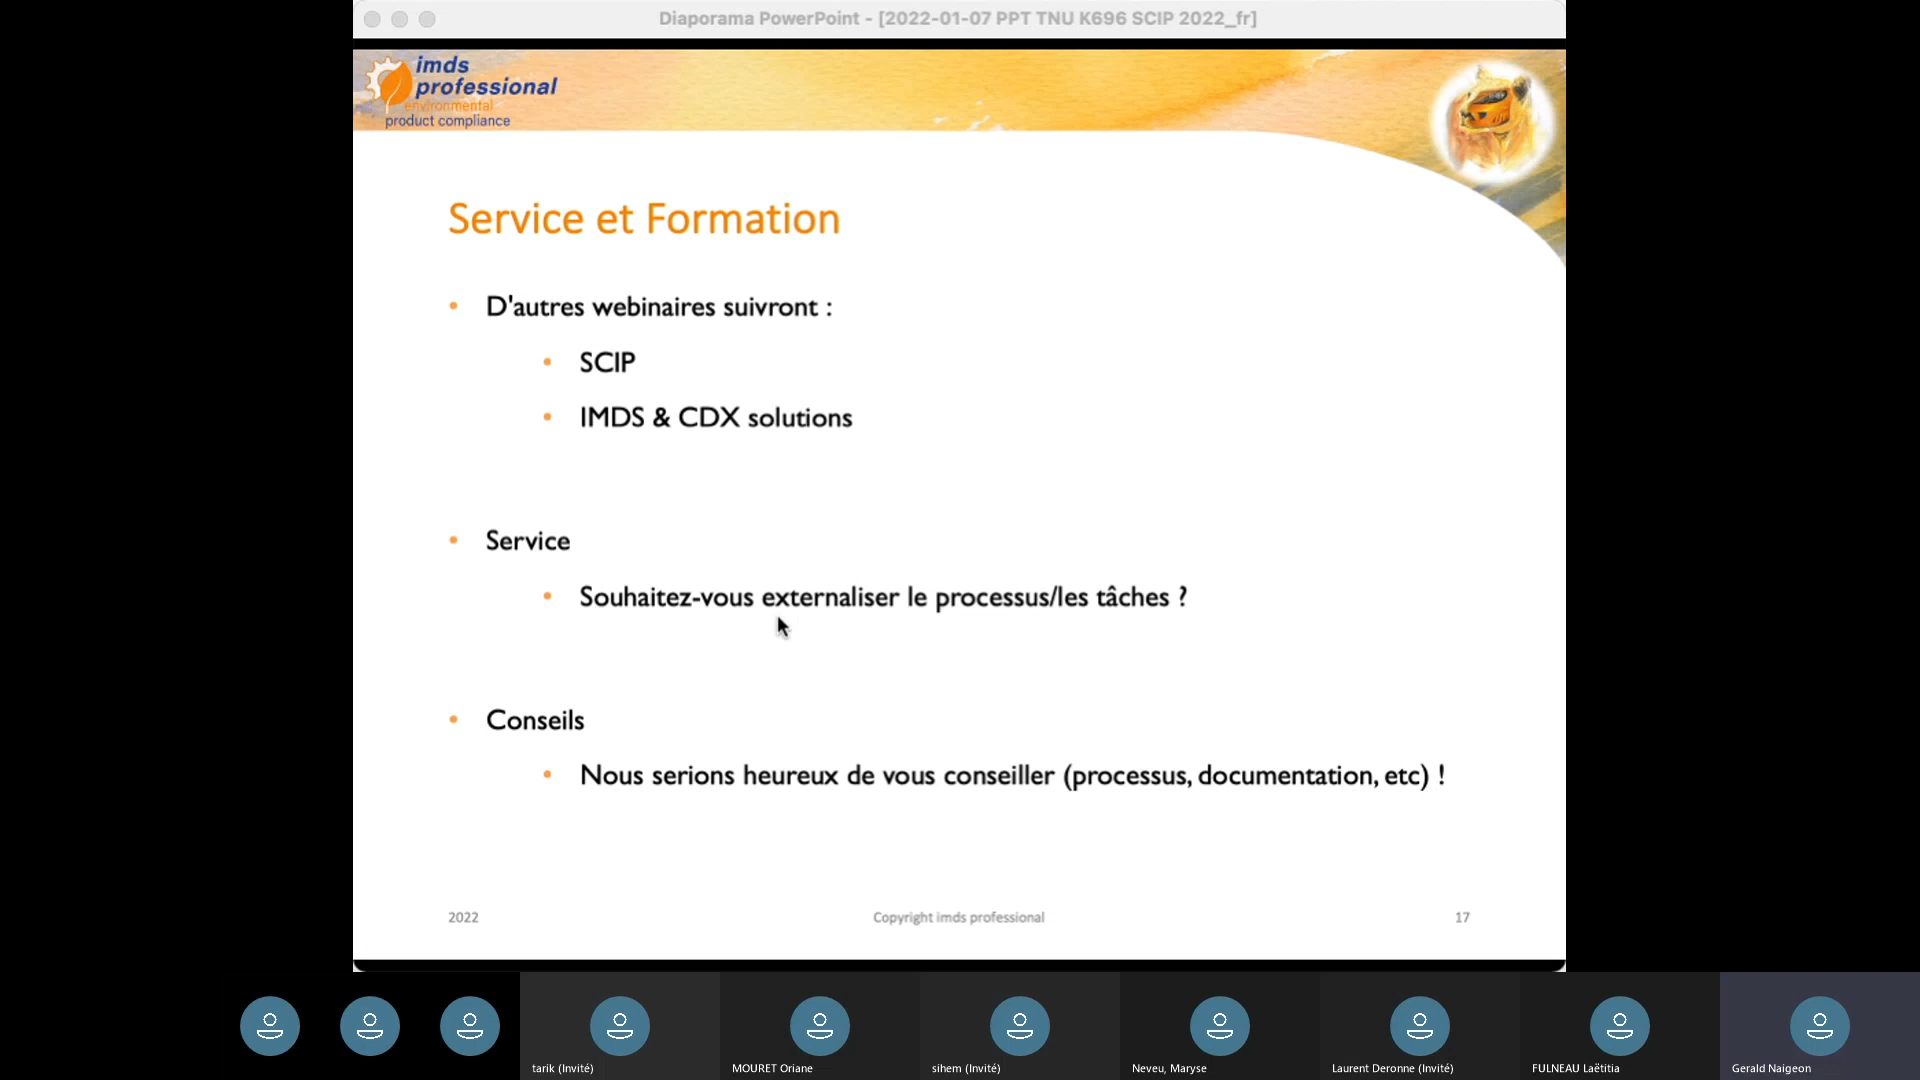 Diaporama PowerPoint - [2022-01-07 PPT TNU K696 SCIP 2022_fr]
imds
professional
environmental
product compliance
Service et Formation
• D'autres webinaires suivront :
• SCIP
• IMDS & CDX solutions
• Service
• Souhaitez-vous externaliser le processus/les tâches ?
• Conseils
• Nous serions heureux de vous conseiller (processus, documentation, etc) !
2022
Copyright imds professional
17
tarik (Invité)
MOURET Oriane
sihem (Invité)
Neveu, Maryse
Laurent Deronne (Invité)
FULNEAU Laëtitia
Gerald Naigeon